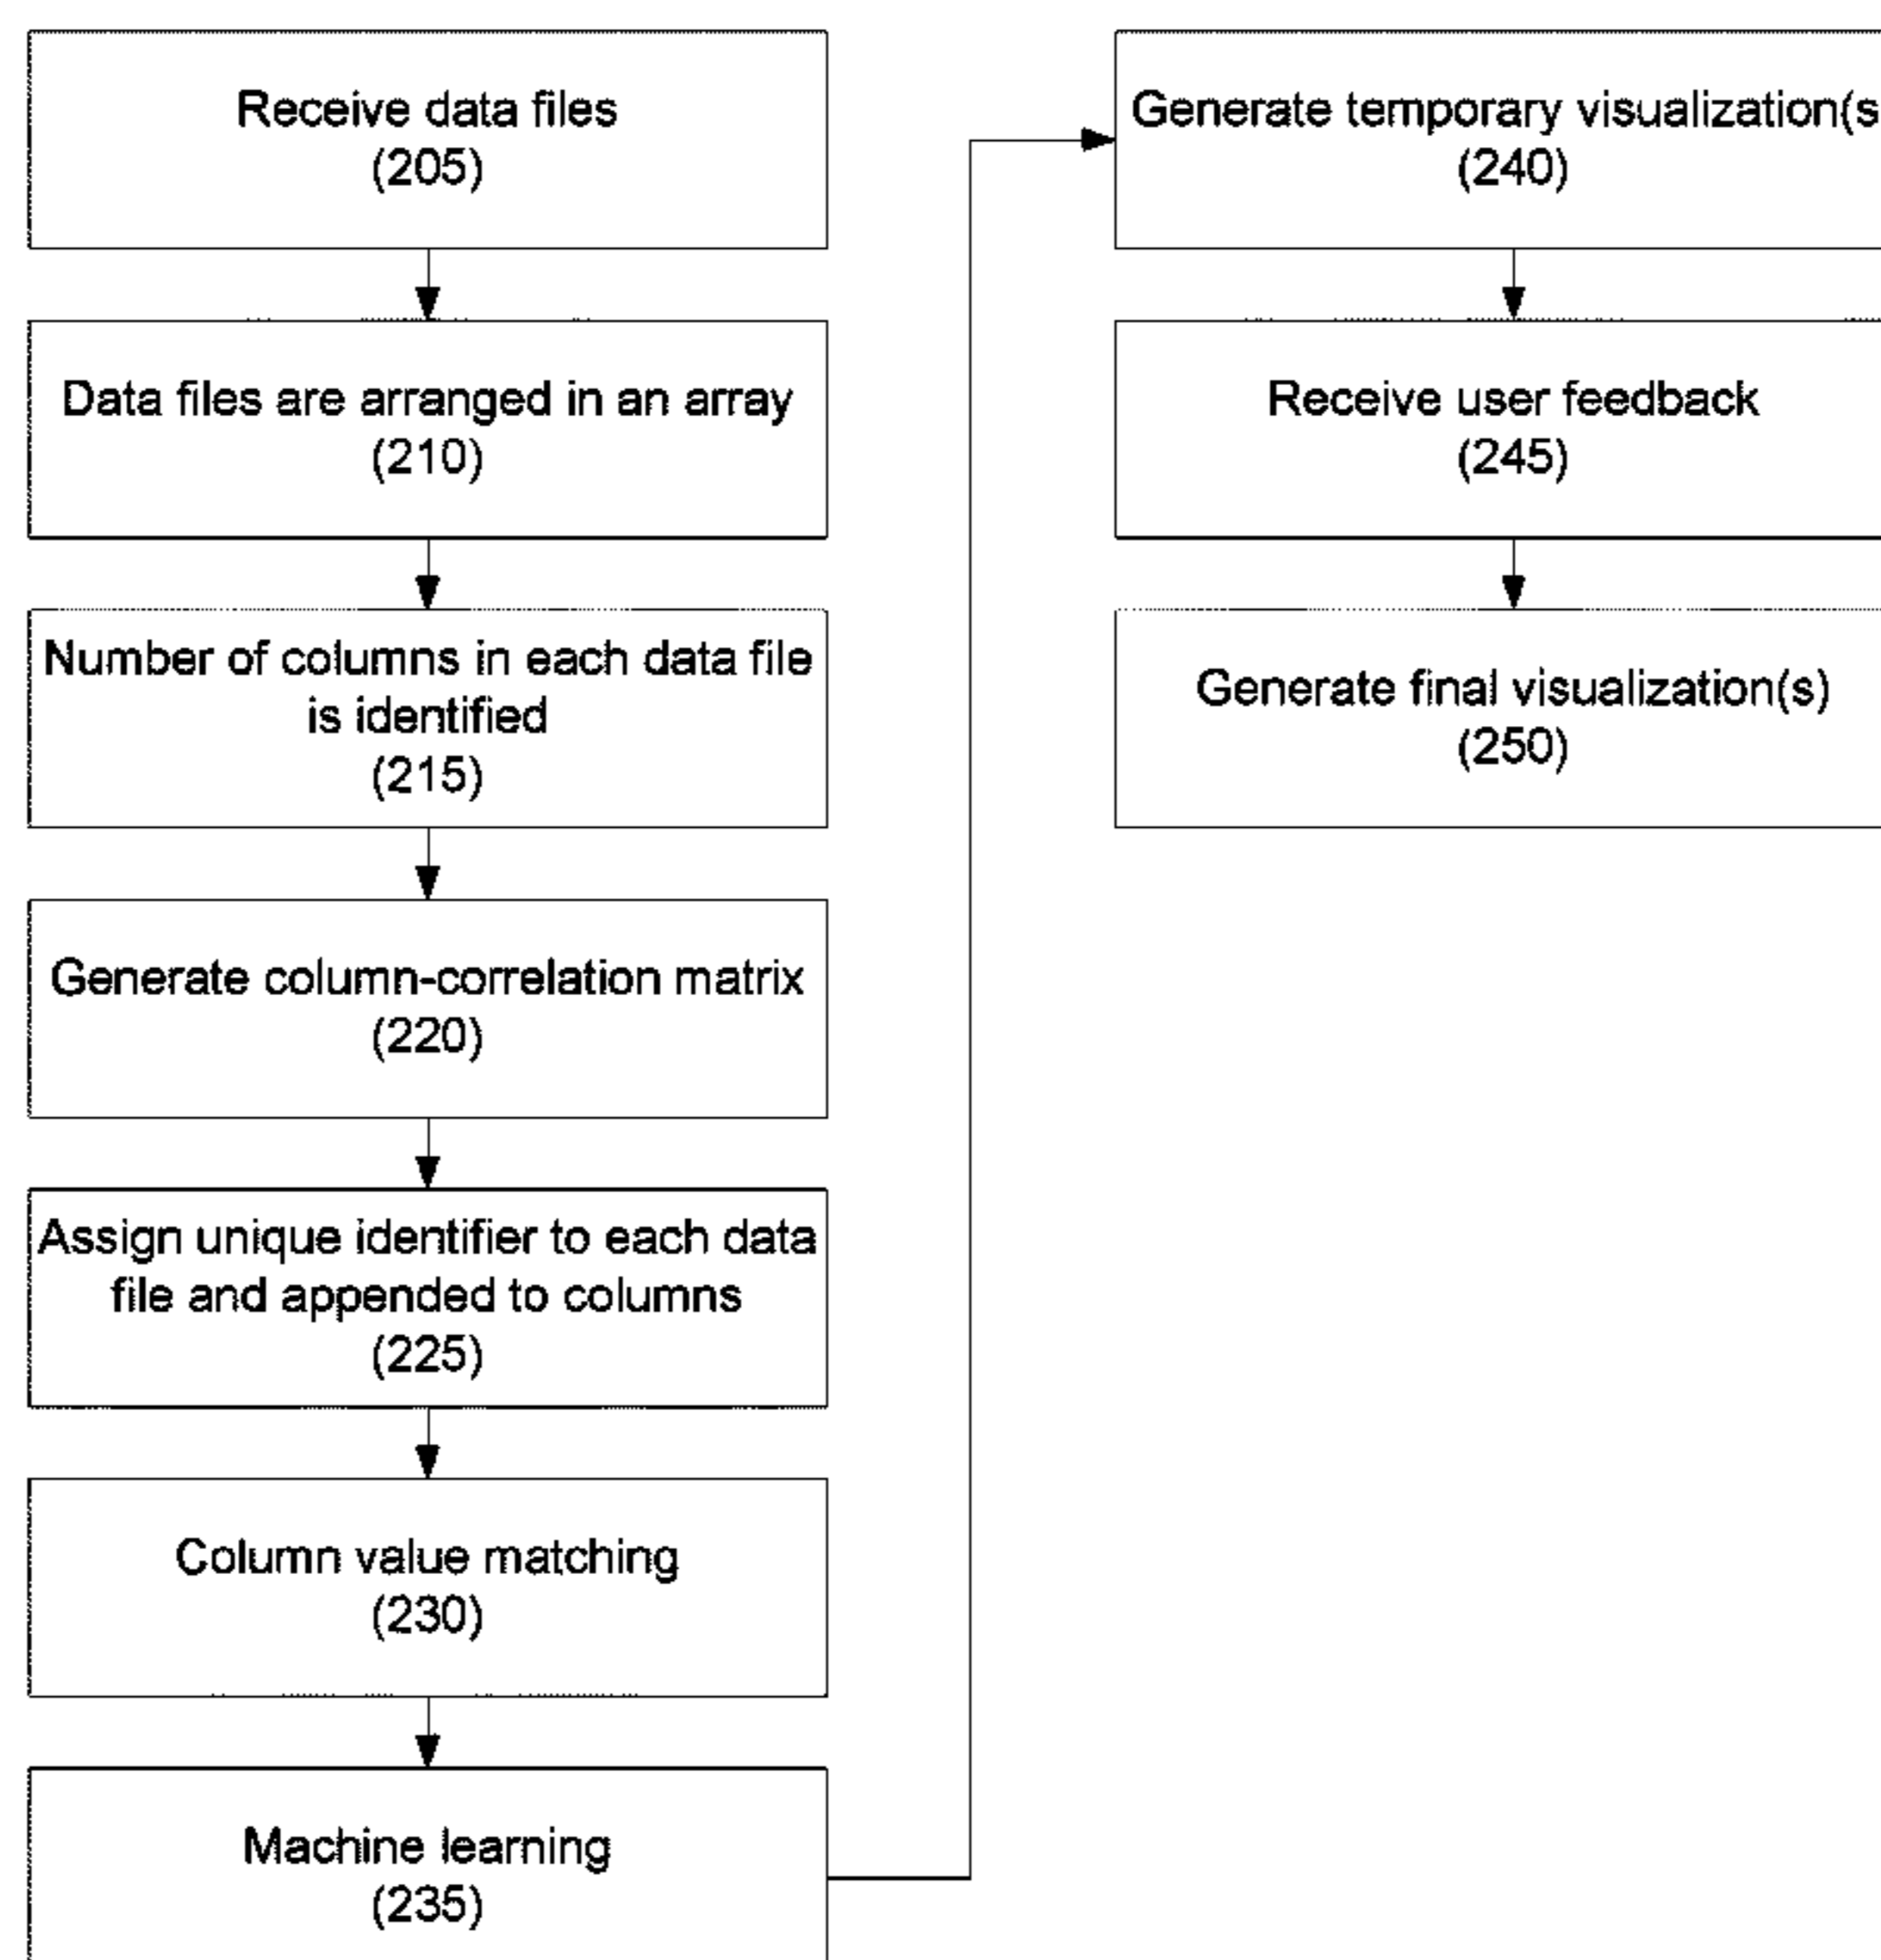 Receive data files
(205)
Data files are arranged in an array
(210)
Number of columns in each data file
is identified
(215)
Generate column-correlation matrix
(220)
Assign unique identifier to each data
file and appended to columns
(225)
Column value matching
(230)
Machine learning
(235)
Generate temporary visualization(s
(240)
Receive user feedback
(245)
Generate final visualization(s)
(250)